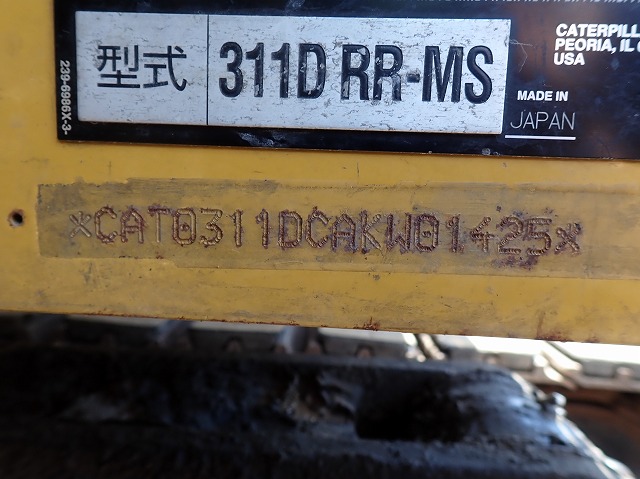 型式 311D RR-MS
CATERPILL
PEORIA, IL
USA
MADE IN
JAPAN
239-6986X-3-
*CAT0311DCAKW01425*